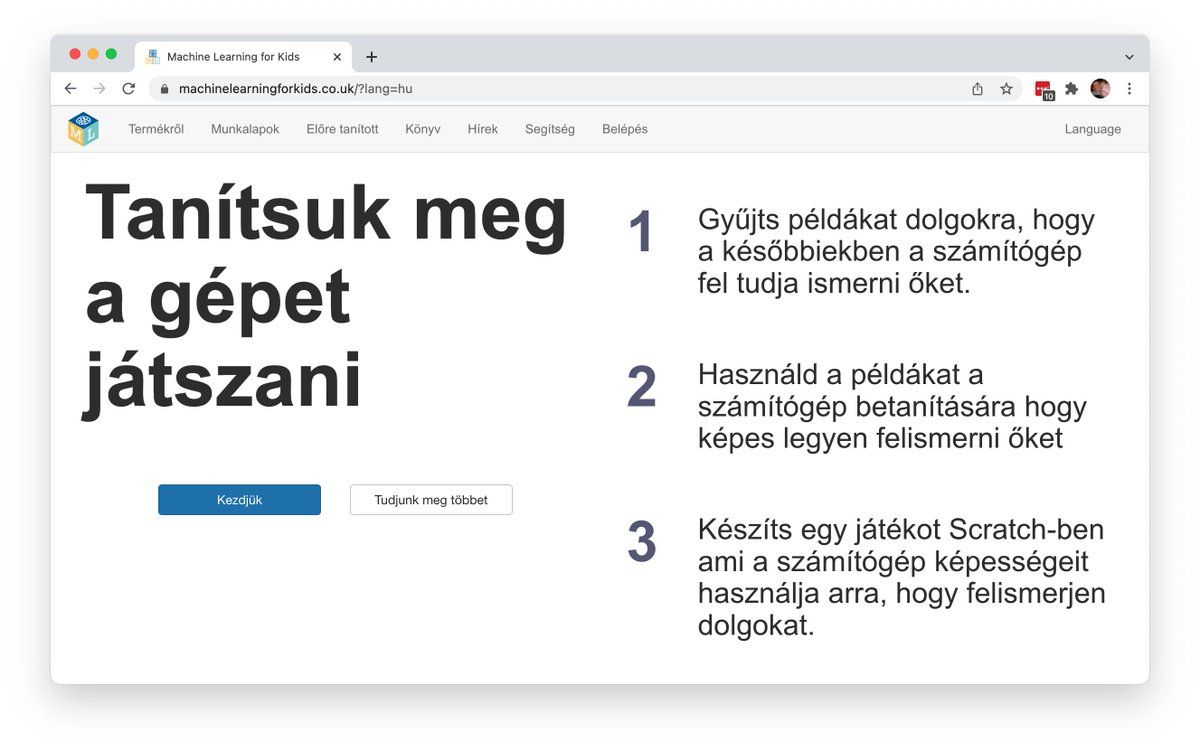 Machine Learning for Kids
machinelearningforkids.co.uk/?lang=hu
10
M L
Termékről Munkalapok Előre tanított Könyv Hírek Segítség Belépés Language
Tanítsuk meg
a gépet
játszani
Kezdjük Tudjunk meg többet
1
Gyűjts példákat dolgokra, hogy
a későbbiekben a számítógép
fel tudja ismerni őket.
2
Használd a példákat a
számítógép betanítására hogy
képes legyen felismerni őket
3
Készíts egy játékot Scratch-ben
ami a számítógép képességeit
használja arra, hogy felismerjen
dolgokat.